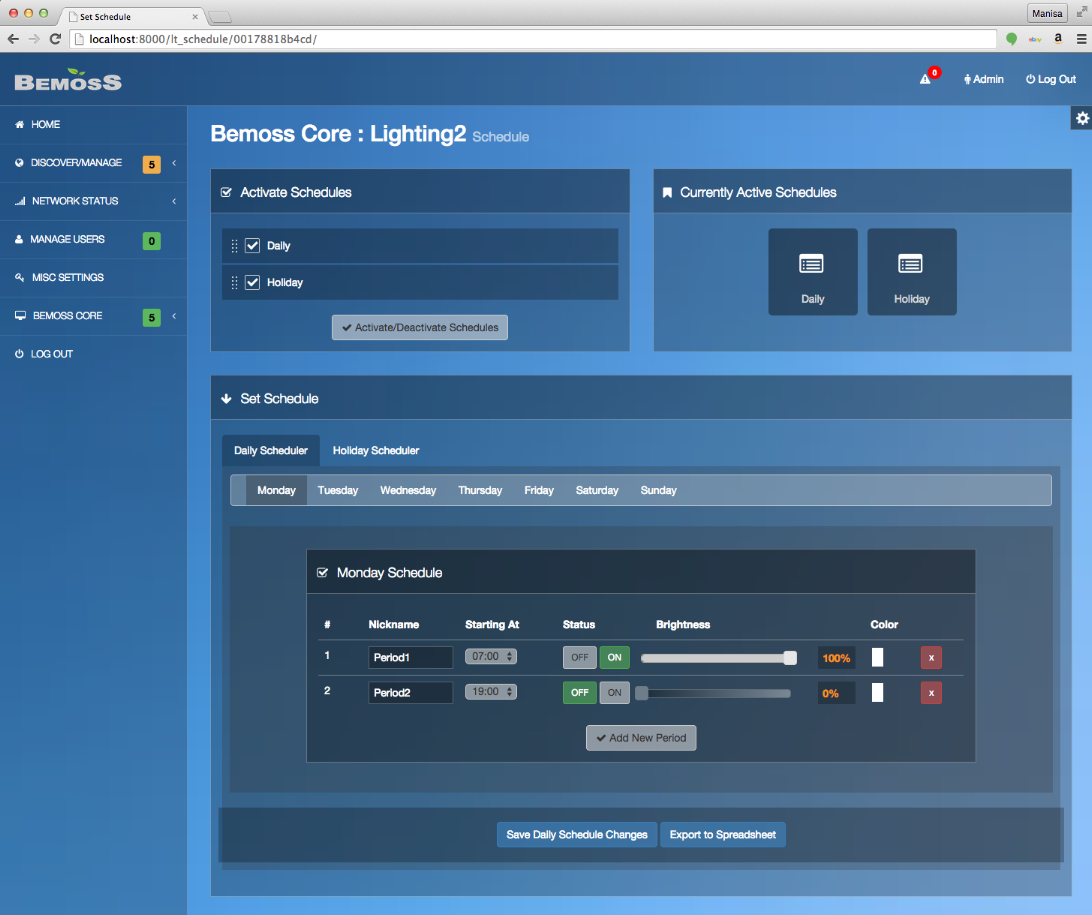 Set Schedule
Manisa
localhost:8000/lt_schedule/00178818b4cd/
ebay
a
BEMOSS
0
Admin
Log Out
HOME
DISCOVER/MANAGE 5
NETWORK STATUS
MANAGE USERS 0
MISC SETTINGS
BEMOSS CORE 5
LOG OUT
Bemoss Core : Lighting2 Schedule
Activate Schedules
Daily
Holiday
Activate/Deactivate Schedules
Currently Active Schedules
Daily Holiday
Set Schedule
Daily Scheduler Holiday Scheduler
Monday Tuesday Wednesday Thursday Friday Saturday Sunday
Monday Schedule
# Nickname Starting At Status Brightness Color
1 Period1 07:00 OFF ON 100% x
2 Period2 19:00 OFF ON 0% x
Add New Period
Save Daily Schedule Changes Export to Spreadsheet